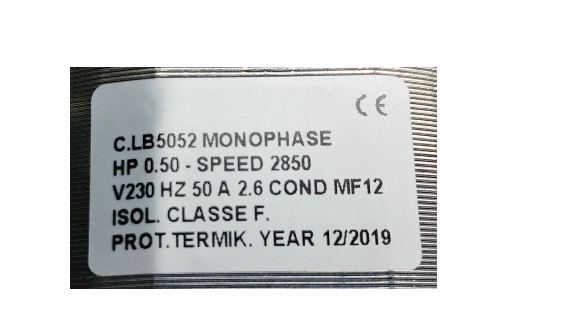 CE
C.LB5052 MONOPHASE
HP 0.50 - SPEED 2850
V230 HZ 50 A 2.6 COND MF12
ISOL. CLASSE F.
PROT.TERMIK. YEAR 12/2019